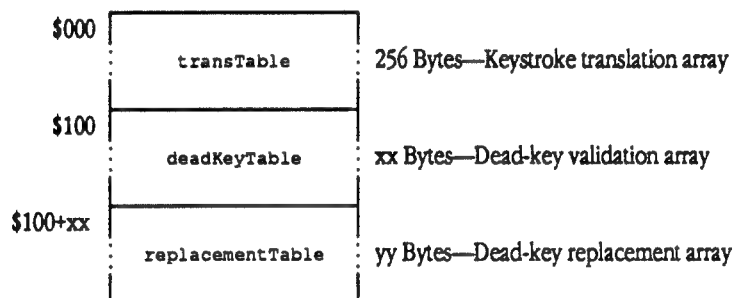 $000
transTable 256 Bytes—Keystroke translation array
$100
deadKeyTable xx Bytes—Dead-key validation array
$100+xx
replacementTable yy Bytes—Dead-key replacement array